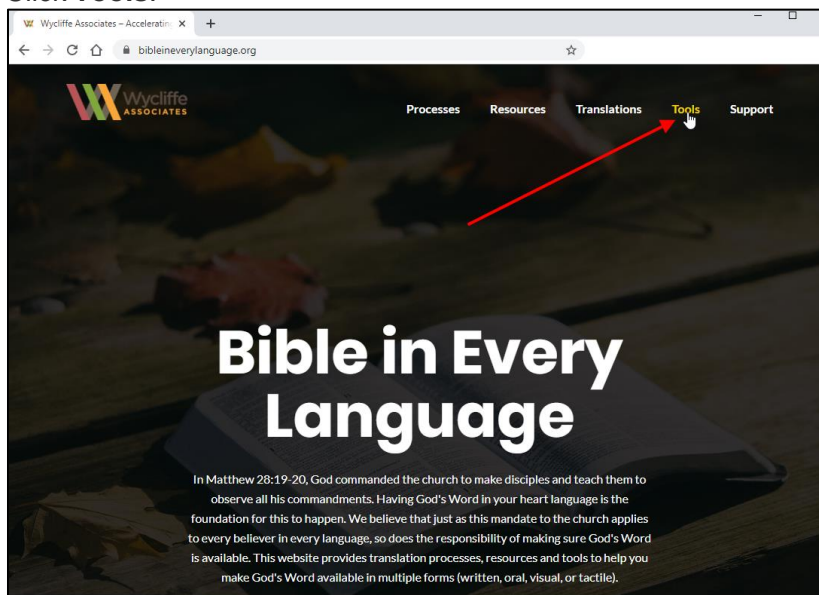 Click Tools.
Wycliffe Associates – Accelerating
bibleineverylanguage.org
Wycliffe
ASSOCIATES
Processes Resources Translations Tools Support
Bible in Every
Language
In Matthew 28:19-20, God commanded the church to make disciples and teach them to
observe all his commandments. Having God's Word in your heart language is the
foundation for this to happen. We believe that just as this mandate to the church applies
to every believer in every language, so does the responsibility of making sure God's Word
is available. This website provides translation processes, resources and tools to help you
make God's Word available in multiple forms (written, oral, visual, or tactile).